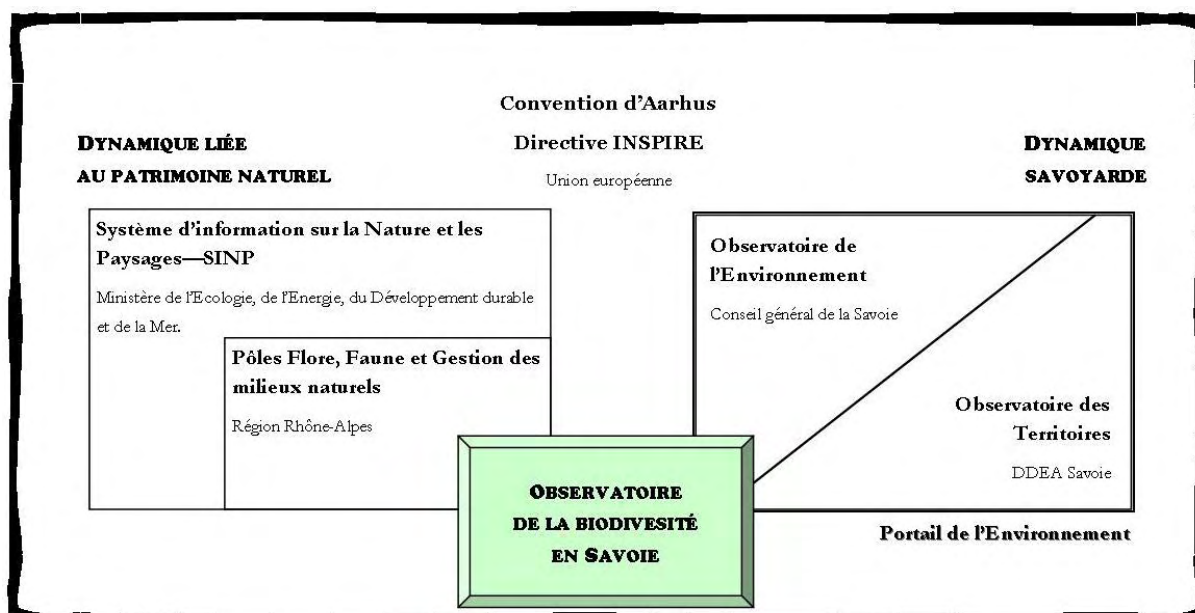 Convention d'Aarhus
Directive INSPIRE
Union européenne
DYNAMIQUE LIÉE
AU PATRIMOINE NATUREL
DYNAMIQUE
SAVOYARDE
Système d'information sur la Nature et les
Paysages—SINP
Ministère de l'Ecologie, de l'Energie, du Développement durable
et de la Mer.
Pôles Flore, Faune et Gestion des
milieux naturels
Région Rhône-Alpes
Observatoire de
l'Environnement
Conseil général de la Savoie
Observatoire des
Territoires
DDEA Savoie
OBSERVATOIRE
DE LA BIODIVESITÉ
EN SAVOIE
Portail de l'Environnement